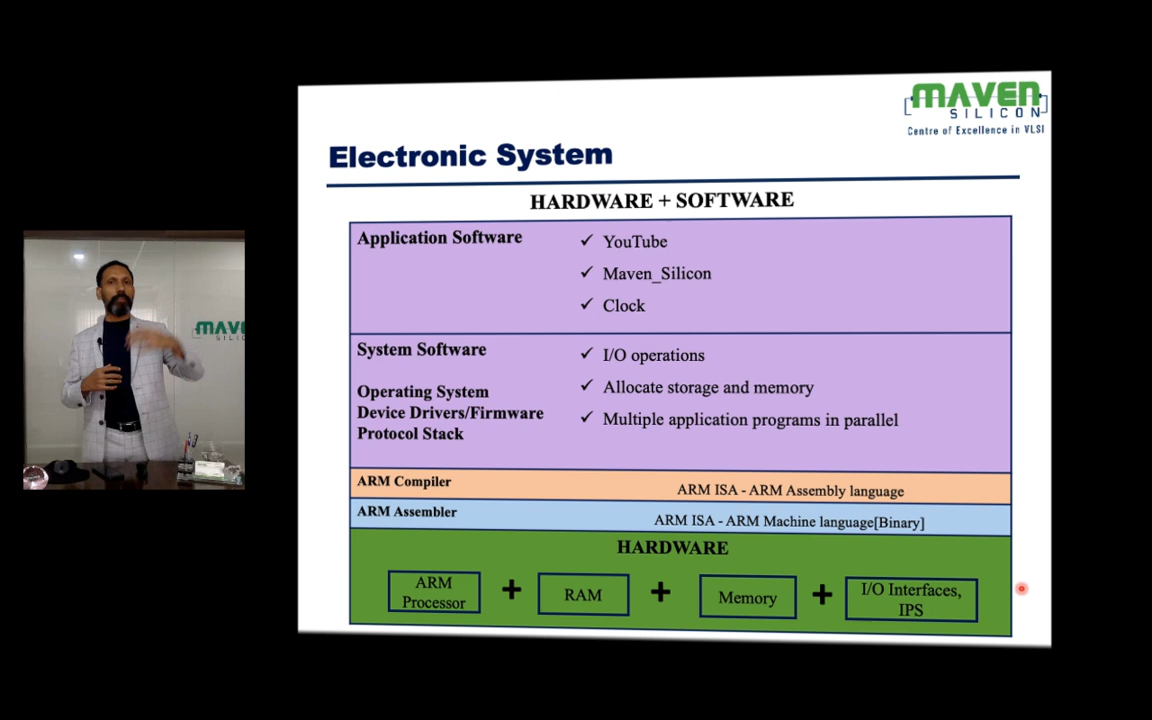 MAVEN
SILICON
Centre of Excellence in VLSI
Electronic System
HARDWARE + SOFTWARE
Application Software
✓ YouTube
✓ Maven_Silicon
✓ Clock
System Software
Operating System
Device Drivers/Firmware
Protocol Stack
✓ I/O operations
✓ Allocate storage and memory
✓ Multiple application programs in parallel
ARM Compiler
ARM ISA - ARM Assembly language
ARM Assembler
ARM ISA - ARM Machine language[Binary]
HARDWARE
ARM
Processor
+
RAM
+
Memory
+
I/O Interfaces,
IPS
MAVE
SILIC